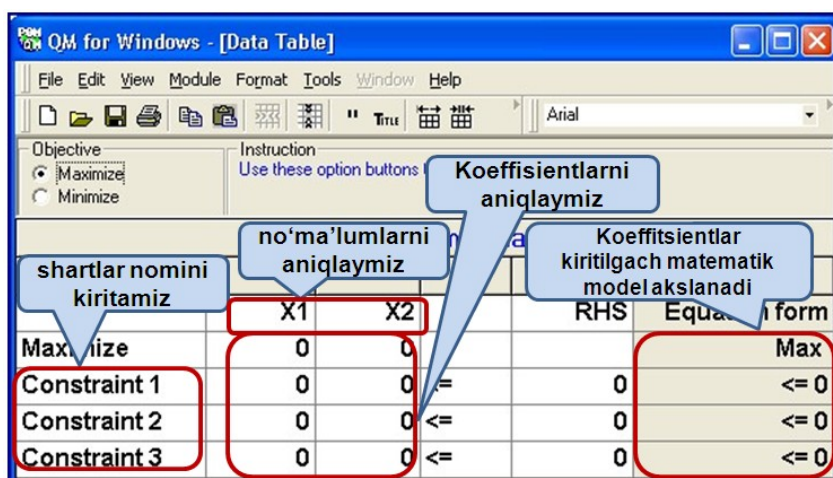 QM for Windows - [Data Table]
File Edit View Module Format Tools Window Help
TITLE Arial
Objective
Maximize
Minimize
Instruction
Use these option buttons
Koeffisientlarni
aniqlaymiz
no‘ma’lumlarni
aniqlaymiz
Koeffitsientlar
kiritilgach matematik
model akslanadi
shartlar nomini
kiritamiz
X1 X2 RHS form
0 0 Max
Constraint 1 0 0 <= 0 <= 0
Constraint 2 0 0 <= 0 <= 0
Constraint 3 0 0 <= 0 <= 0